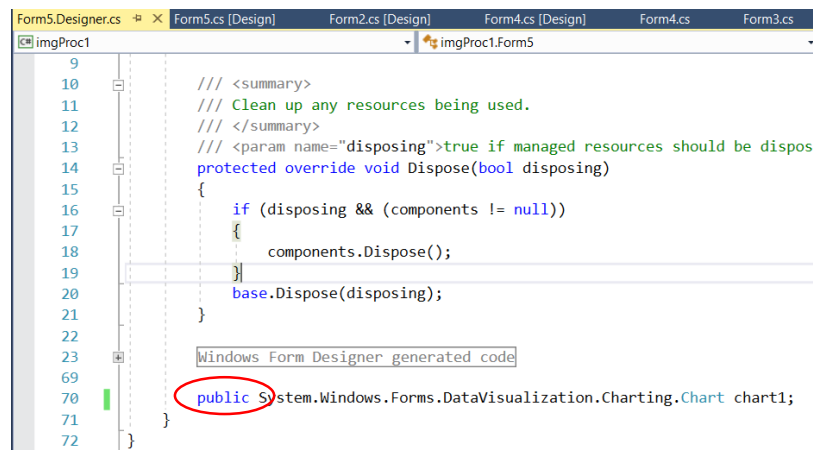 Form5.Designer.cs Form5.cs [Design] Form2.cs [Design] Form4.cs [Design] Form4.cs Form3.cs
C# imgProc1 imgProc1.Form5
9
10 /// <summary>
11 /// Clean up any resources being used.
12 /// </summary>
13 /// <param name="disposing">true if managed resources should be dispos
14 protected override void Dispose(bool disposing)
15 {
16 if (disposing && (components != null))
17 {
18 components.Dispose();
19 }
20 base.Dispose(disposing);
21 }
22
23 Windows Form Designer generated code
69
70 public System.Windows.Forms.DataVisualization.Charting.Chart chart1;
71 }
72 }